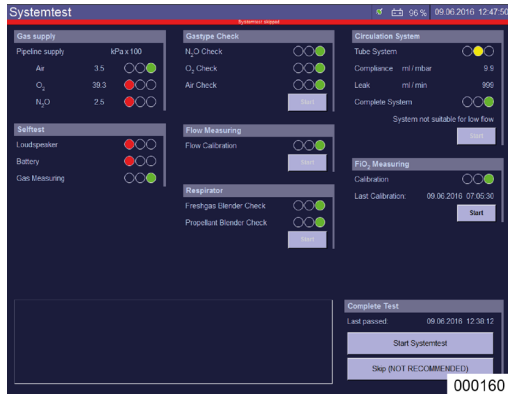 Systemtest
96 %
09.06.2016 12:47:50
Systemtest skipped
Gas supply
Pipeline supply kPa x 100
Air 3.5
O2 39.3
N2O 2.5
Selftest
Loudspeaker
Battery
Gas Measuring
Gastype Check
N2O Check
O2 Check
Air Check
Start
Flow Measuring
Flow Calibration
Start
Respirator
Freshgas Blender Check
Propellant Blender Check
Start
Circulation System
Tube System
Compliance ml / mbar 9.9
Leak ml / min 999
Complete System
System not suitable for low flow
Start
FiO2 Measuring
Calibration
Last Calibration: 09.06.2016 07:05:30
Start
Complete Test
Last passed: 09.06.2016 12:38:12
Start Systemtest
Skip (NOT RECOMMENDED)
000160